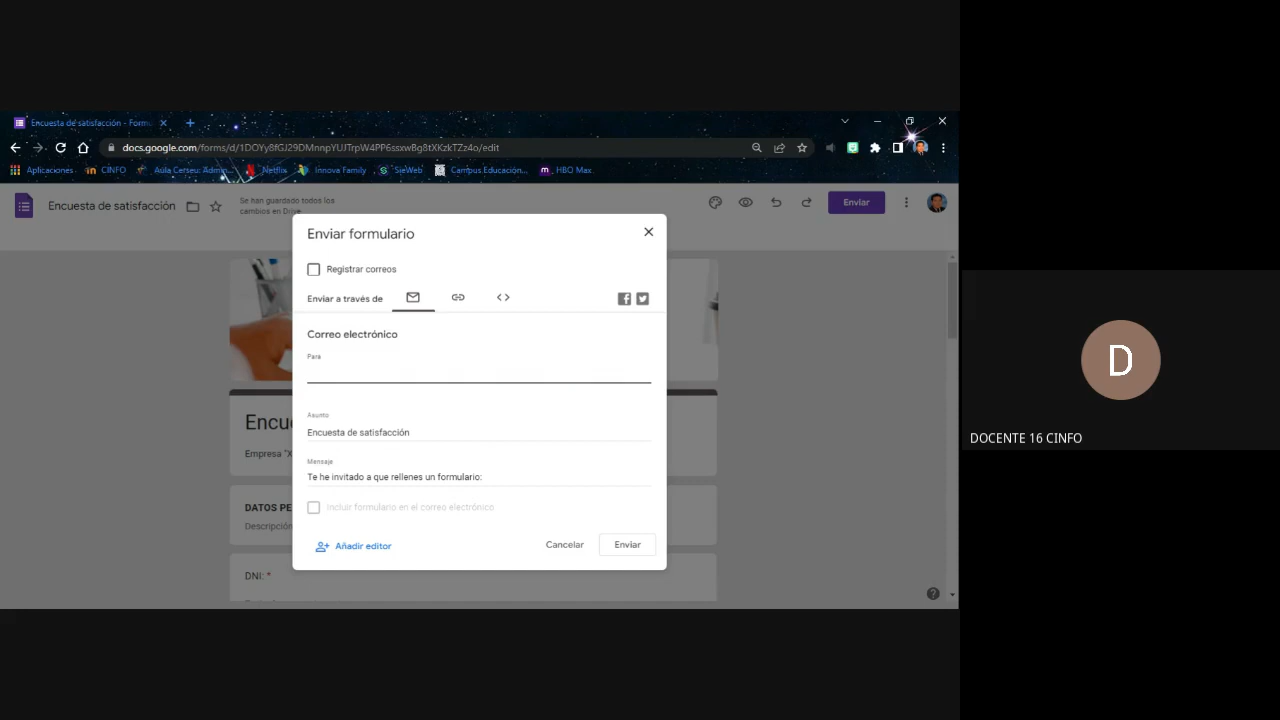 Encuesta de satisfacción - Formu
docs.google.com/forms/d/1DOYy8fGJ29DMnnpYUJTrpW4PP6ssxwBg8tXKzkTZz4o/edit
Aplicaciones
CINFO
Aula Cerseu: Admin...
Netflix
Innova Family
SieWeb
Campus Educación...
HBO Max
Encuesta de satisfacción
Se han guardado todos los
cambios en Drive
Enviar
Enviar formulario
Registrar correos
Enviar a través de
Correo electrónico
Para
Asunto
Encuesta de satisfacción
Mensaje
Te he invitado a que rellenes un formulario:
Incluir formulario en el correo electrónico
Añadir editor
Cancelar
Enviar
Encu
Empresa "X
DATOS PE
Descripción
DNI: *
D
DOCENTE 16 CINFO